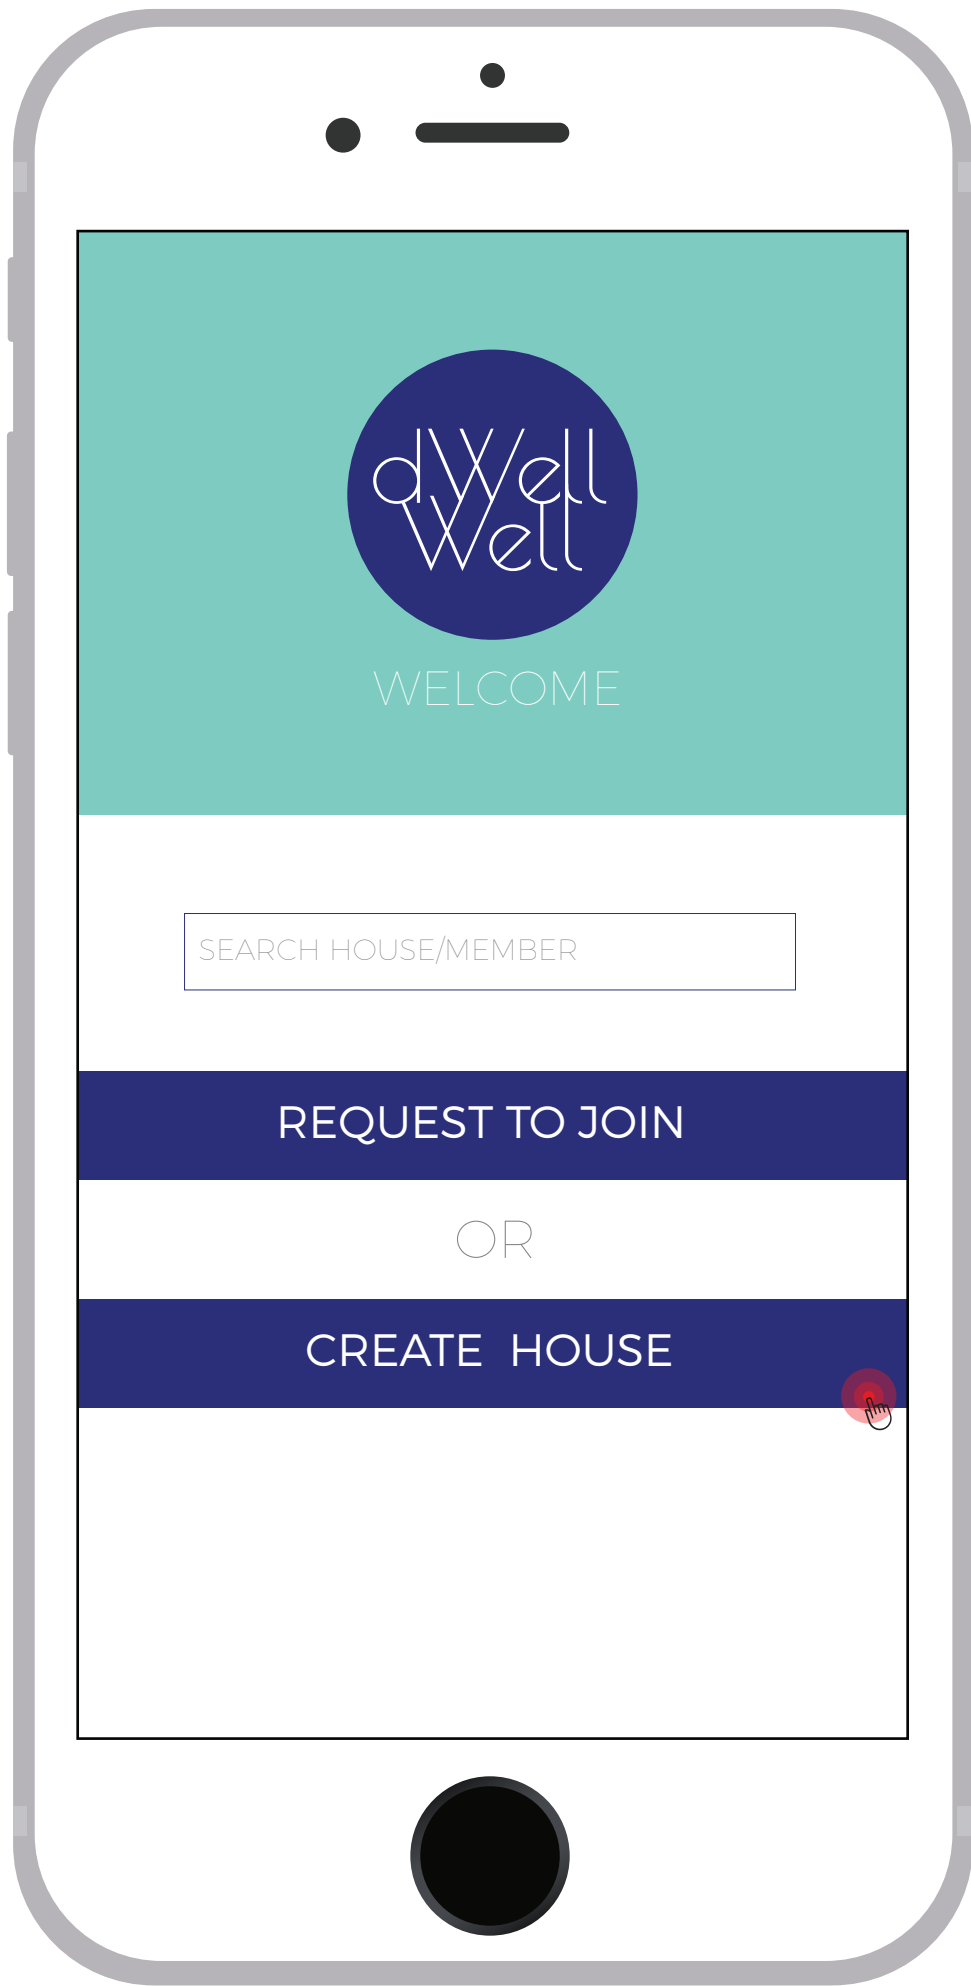 dWell
Well
WELCOME
SEARCH HOUSE/MEMBER
REQUEST TO JOIN
OR
CREATE HOUSE